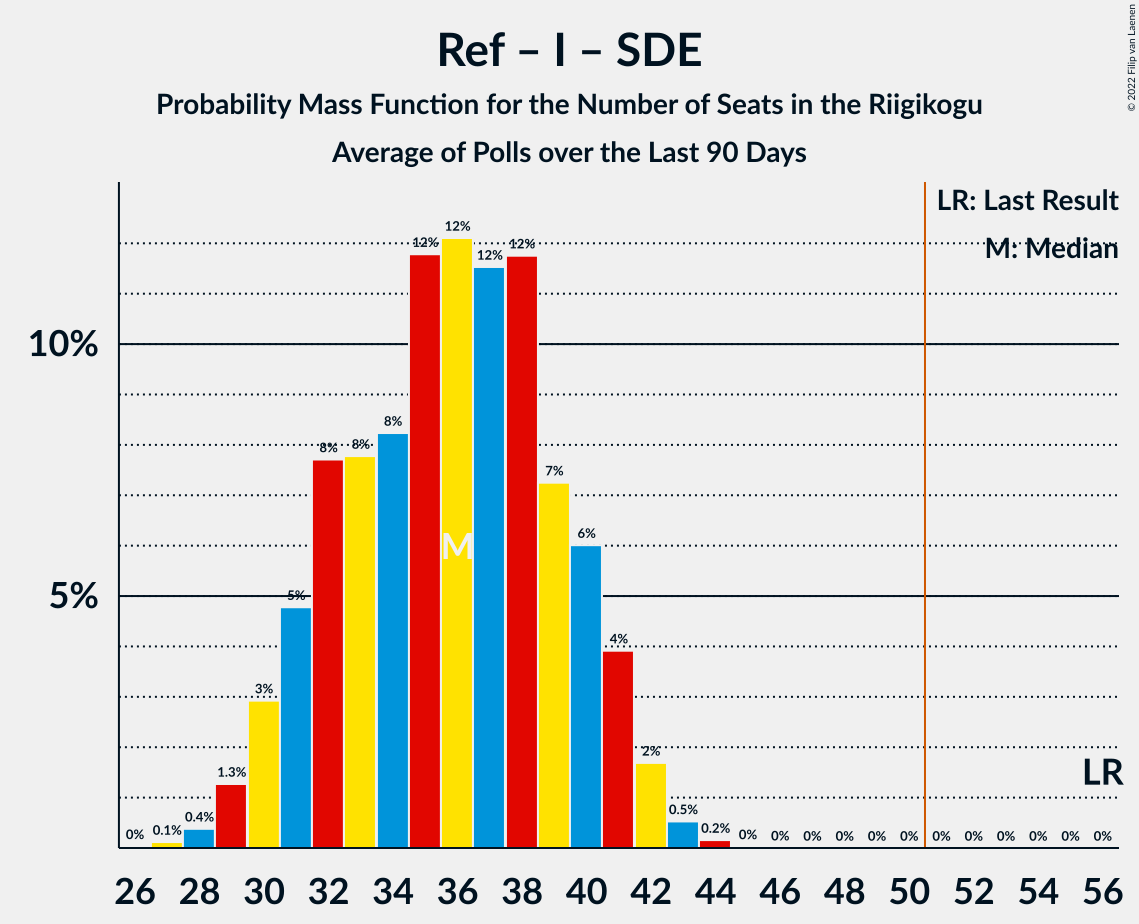 Ref – I – SDE
Probability Mass Function for the Number of Seats in the Riigikogu
Average of Polls over the Last 90 Days
© 2022 Filip van Laenen
LR: Last Result
M: Median
10%
5%
0% 0.1% 0.4% 1.3% 3% 5% 8% 8% 8% 12% 12% 12% 12% 7% 6% 4% 2% 0.5% 0.2% 0% 0% 0% 0% 0% 0% 0% 0% 0% 0% 0% 0%
M
LR
26 28 30 32 34 36 38 40 42 44 46 48 50 52 54 56